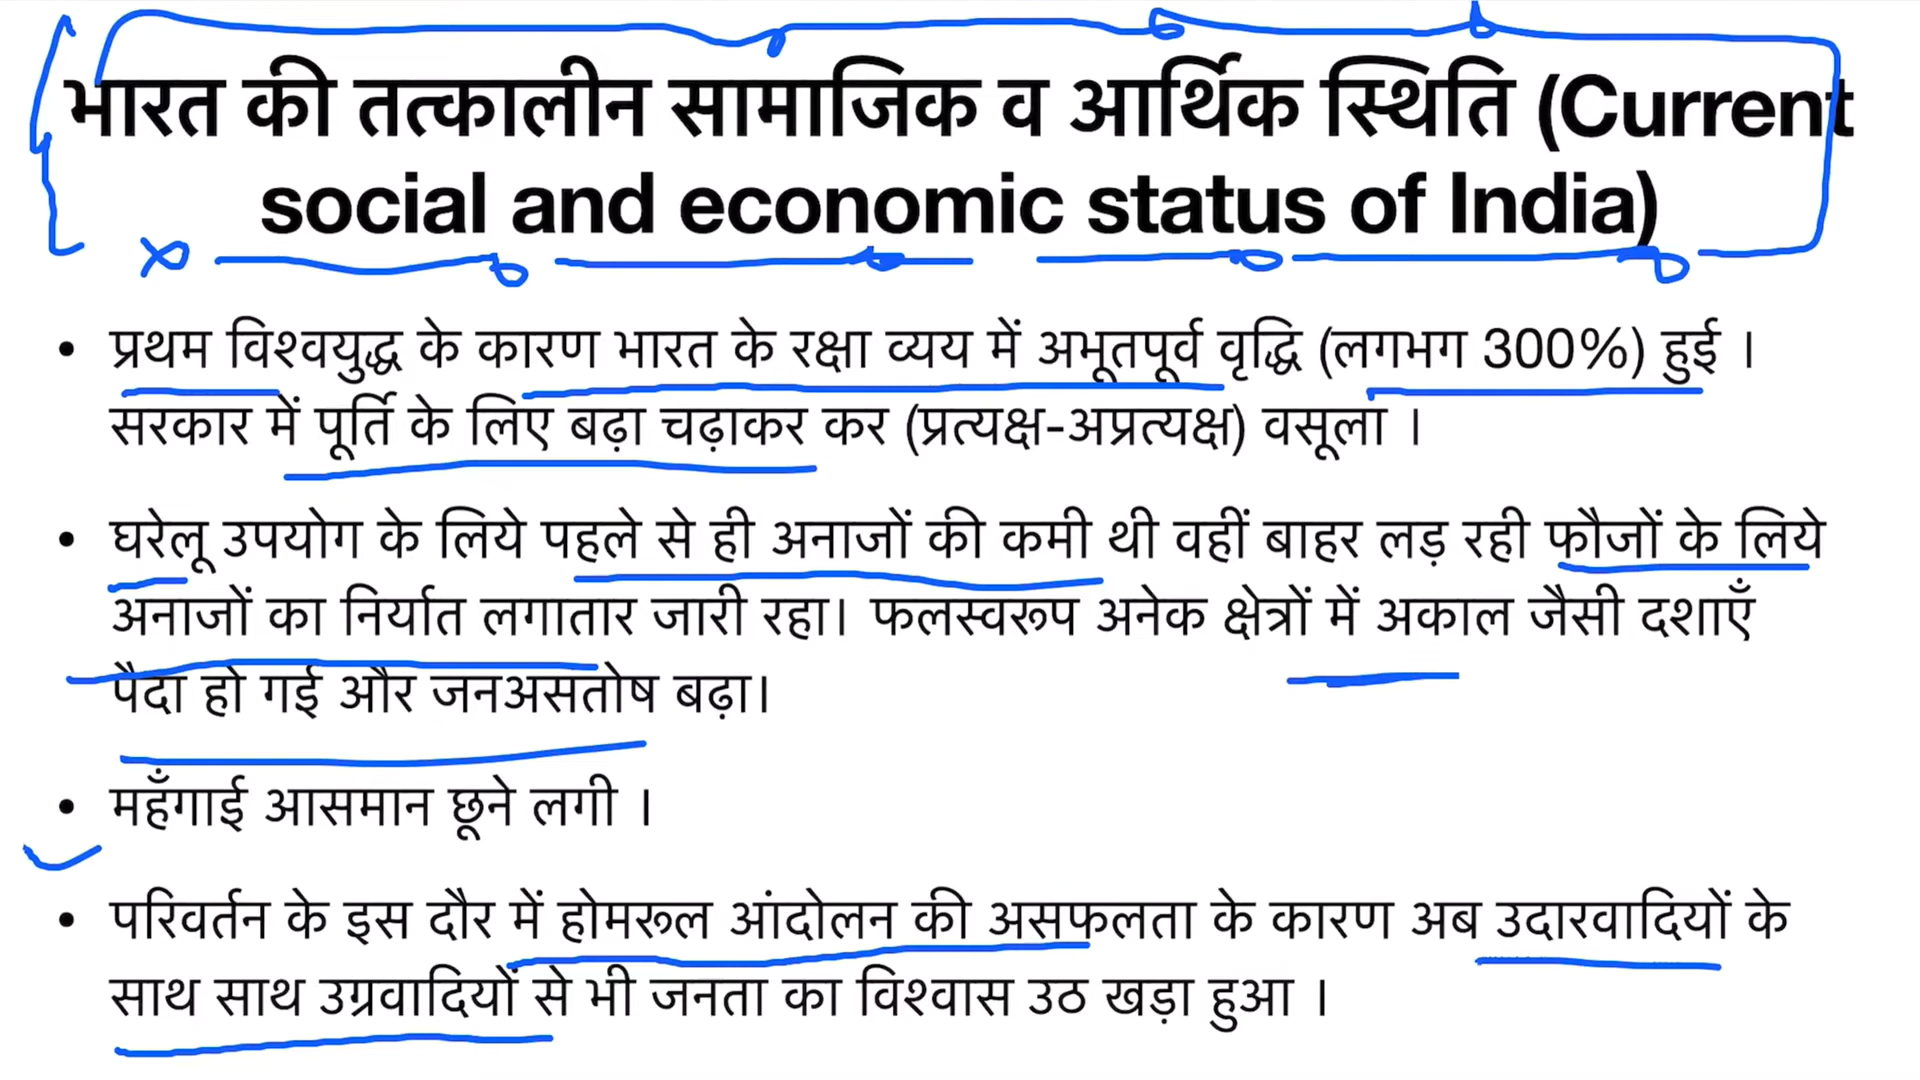 भारत की तत्कालीन सामाजिक व आर्थिक स्थिति (Current
social and economic status of India)
• प्रथम विश्वयुद्ध के कारण भारत के रक्षा व्यय में अभूतपूर्व वृद्धि (लगभग 300%) हुई ।
सरकार में पूर्ति के लिए बढ़ा चढ़ाकर कर (प्रत्यक्ष-अप्रत्यक्ष) वसूला ।
• घरेलू उपयोग के लिये पहले से ही अनाजों की कमी थी वहीं बाहर लड़ रही फौजों के लिये
अनाजों का निर्यात लगातार जारी रहा। फलस्वरूप अनेक क्षेत्रों में अकाल जैसी दशाएँ
पैदा हो गई और जनअसतोष बढ़ा।
• महँगाई आसमान छूने लगी ।
• परिवर्तन के इस दौर में होमरूल आंदोलन की असफलता के कारण अब उदारवादियों के
साथ साथ उग्रवादियों से भी जनता का विश्वास उठ खड़ा हुआ ।